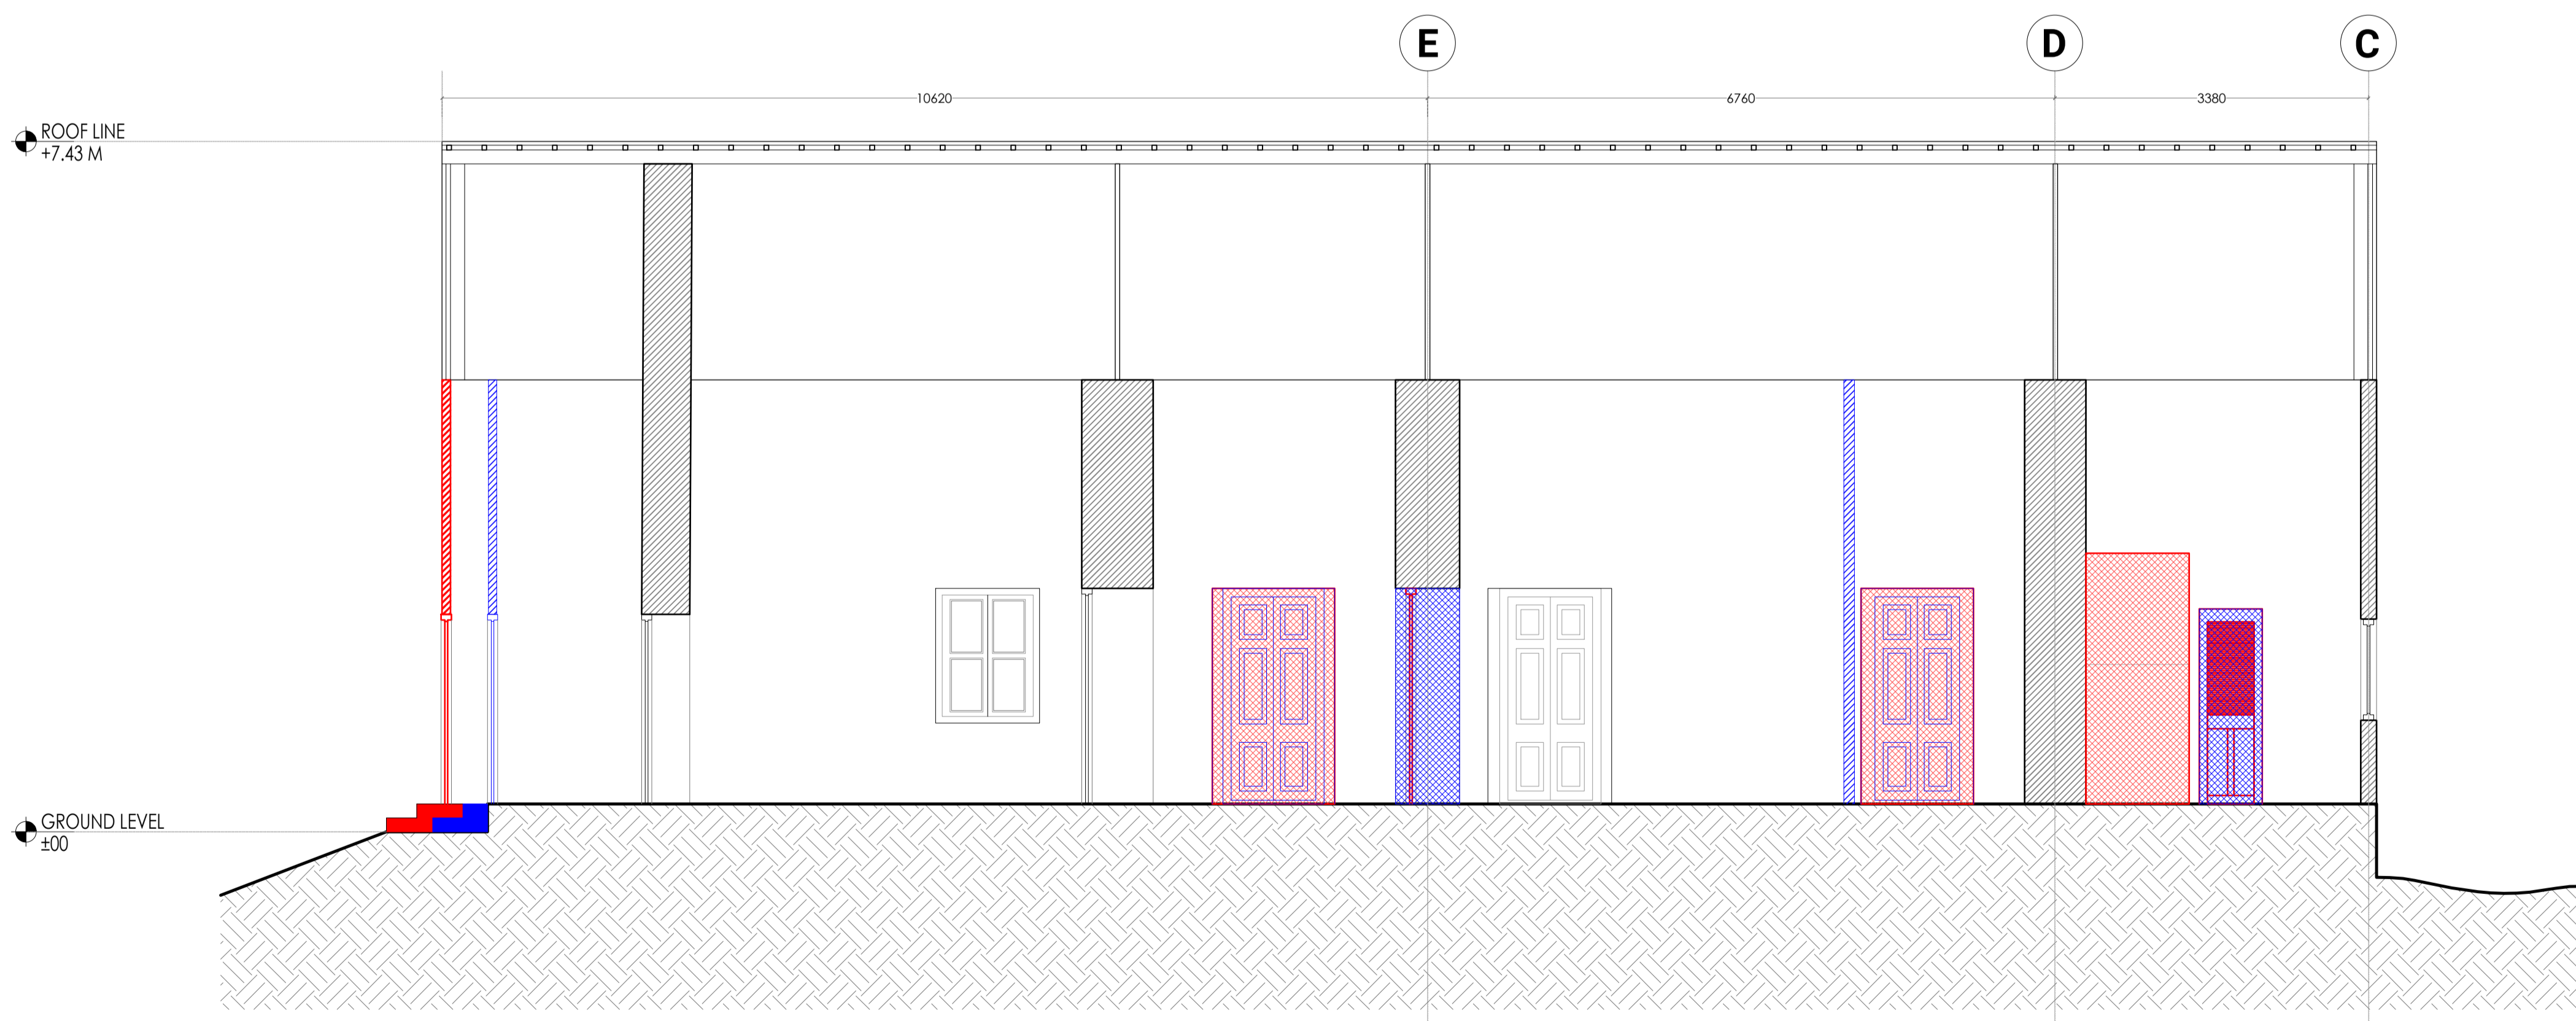 E
D
C
10620
6760
3380
ROOF LINE
+7.43 M
GROUND LEVEL
±00